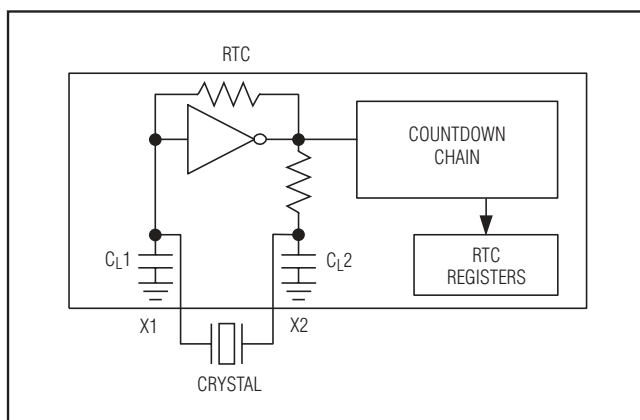 RTC
COUNTDOWN
CHAIN
CL1
CL2
RTC
REGISTERS
X1
X2
CRYSTAL